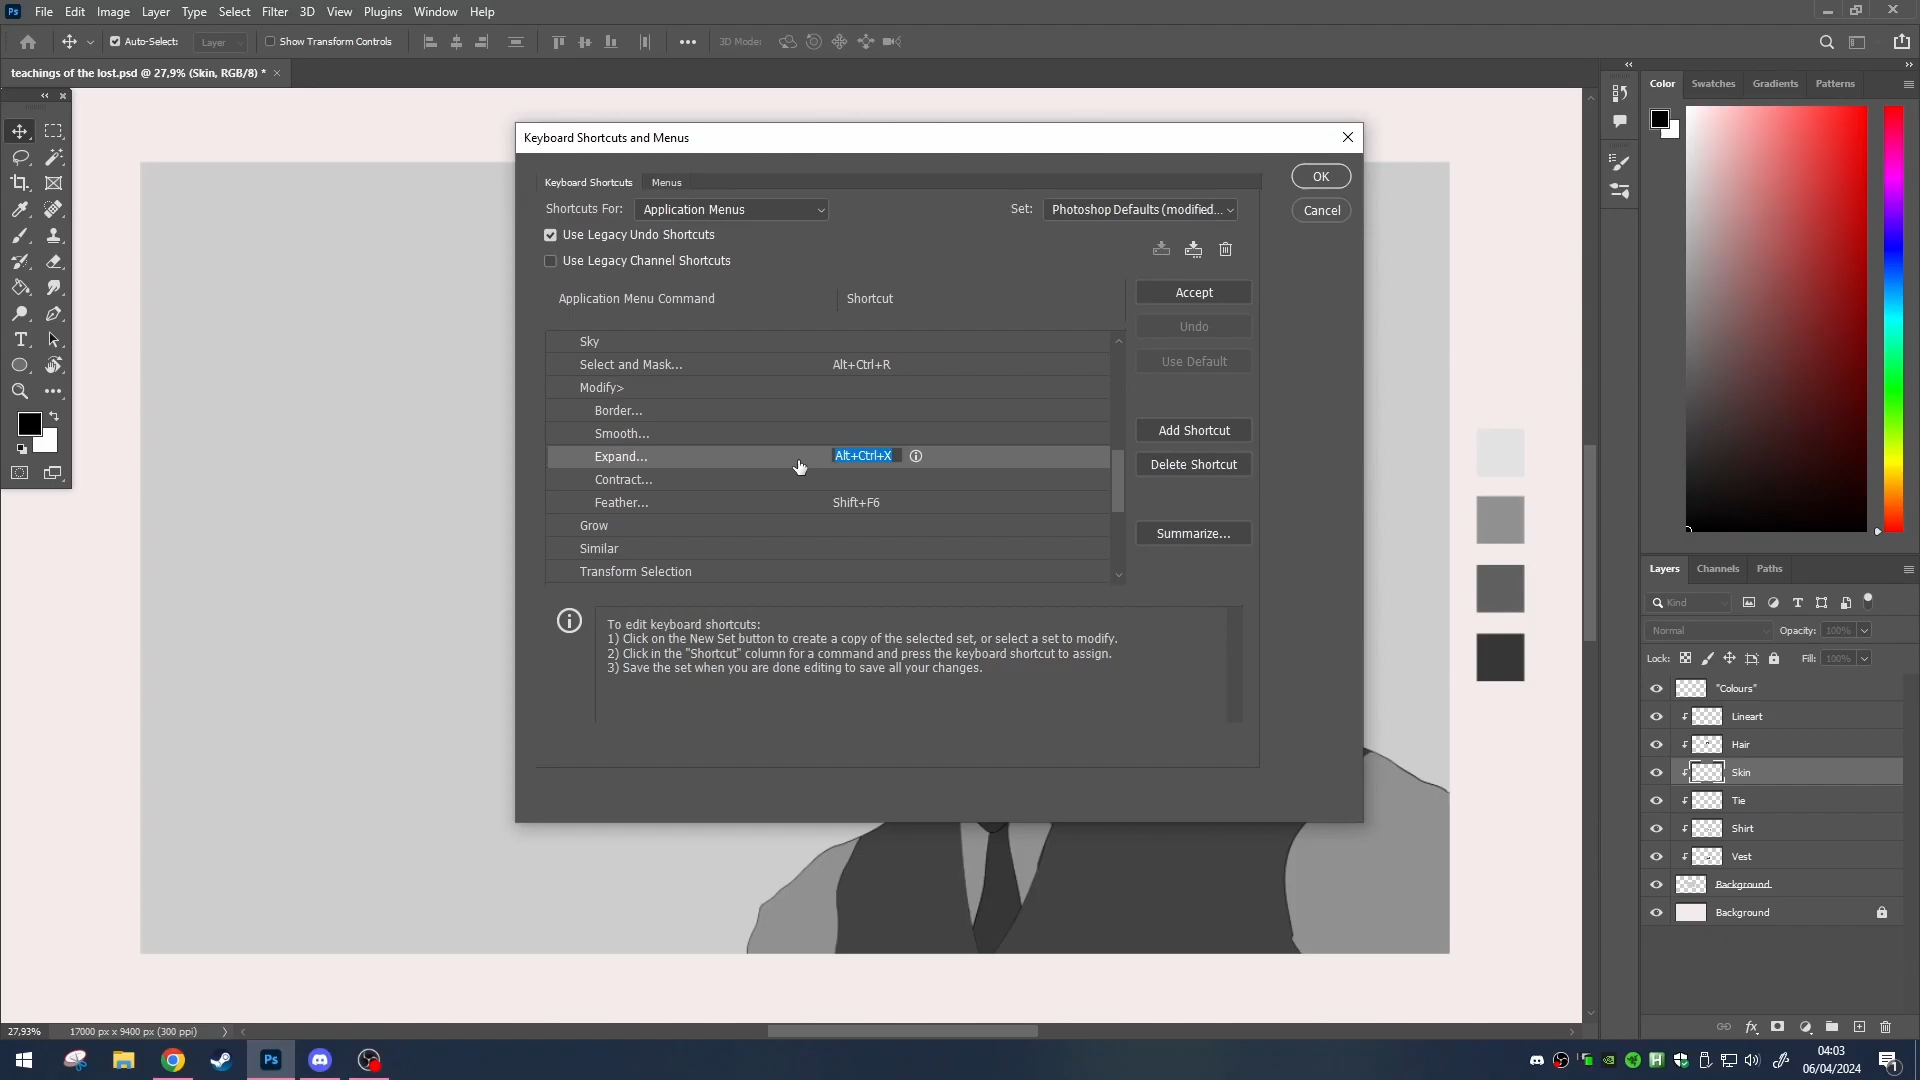 Ps File Edit Image Layer Type Select Filter 3D View Plugins Window Help
Auto-Select: Layer Show Transform Controls 3D Mode:
teachings of the lost.psd @ 27,9% (Skin, RGB/8) *
Keyboard Shortcuts and Menus
Keyboard Shortcuts Menus
OK
Shortcuts For: Application Menus Set: Photoshop Defaults (modified...
Cancel
Use Legacy Undo Shortcuts
Use Legacy Channel Shortcuts
Application Menu Command Shortcut
Accept
Undo
Use Default
Add Shortcut
Delete Shortcut
Summarize...
Sky
Select and Mask... Alt+Ctrl+R
Modify>
Border...
Smooth...
Expand... Alt+Ctrl+X
Contract...
Feather... Shift+F6
Grow
Similar
Transform Selection
To edit keyboard shortcuts:
1) Click on the New Set button to create a copy of the selected set, or select a set to modify.
2) Click in the "Shortcut" column for a command and press the keyboard shortcut to assign.
3) Save the set when you are done editing to save all your changes.
Color Swatches Gradients Patterns
Layers Channels Paths
Kind
Normal Opacity: 100%
Lock: Fill: 100%
"Colours"
Lineart
Hair
Skin
Tie
Shirt
Vest
Background
Background
27,93% 17000 px x 9400 px (300 ppi)
Ps
04:03
06/04/2024
1